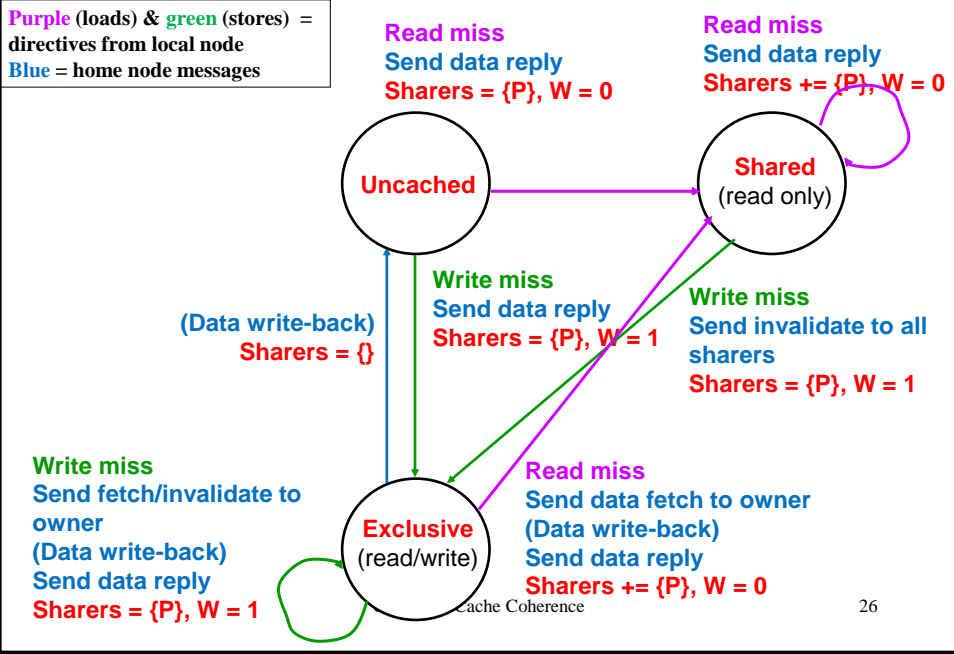 Purple (loads) & green (stores) =
directives from local node
Blue = home node messages
Read miss
Send data reply
Sharers = {P}, W = 0
Read miss
Send data reply
Sharers += {P}, W = 0
Uncached
Shared
(read only)
(Data write-back)
Sharers = {}
Write miss
Send data reply
Sharers = {P}, W = 1
Write miss
Send invalidate to all
sharers
Sharers = {P}, W = 1
Write miss
Send fetch/invalidate to
owner
(Data write-back)
Send data reply
Sharers = {P}, W = 1
Exclusive
(read/write)
Read miss
Send data fetch to owner
(Data write-back)
Send data reply
Sharers += {P}, W = 0
Cache Coherence
26